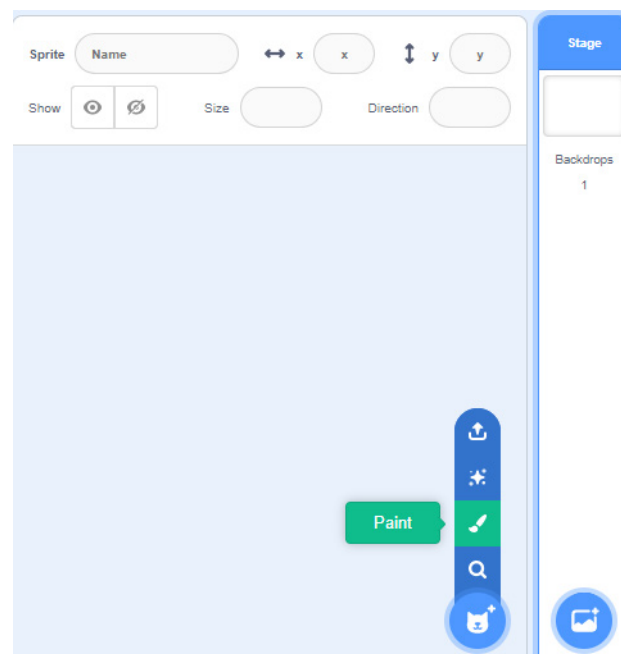 Sprite Name x x y y
Show Size Direction
Stage
Backdrops
1
Paint